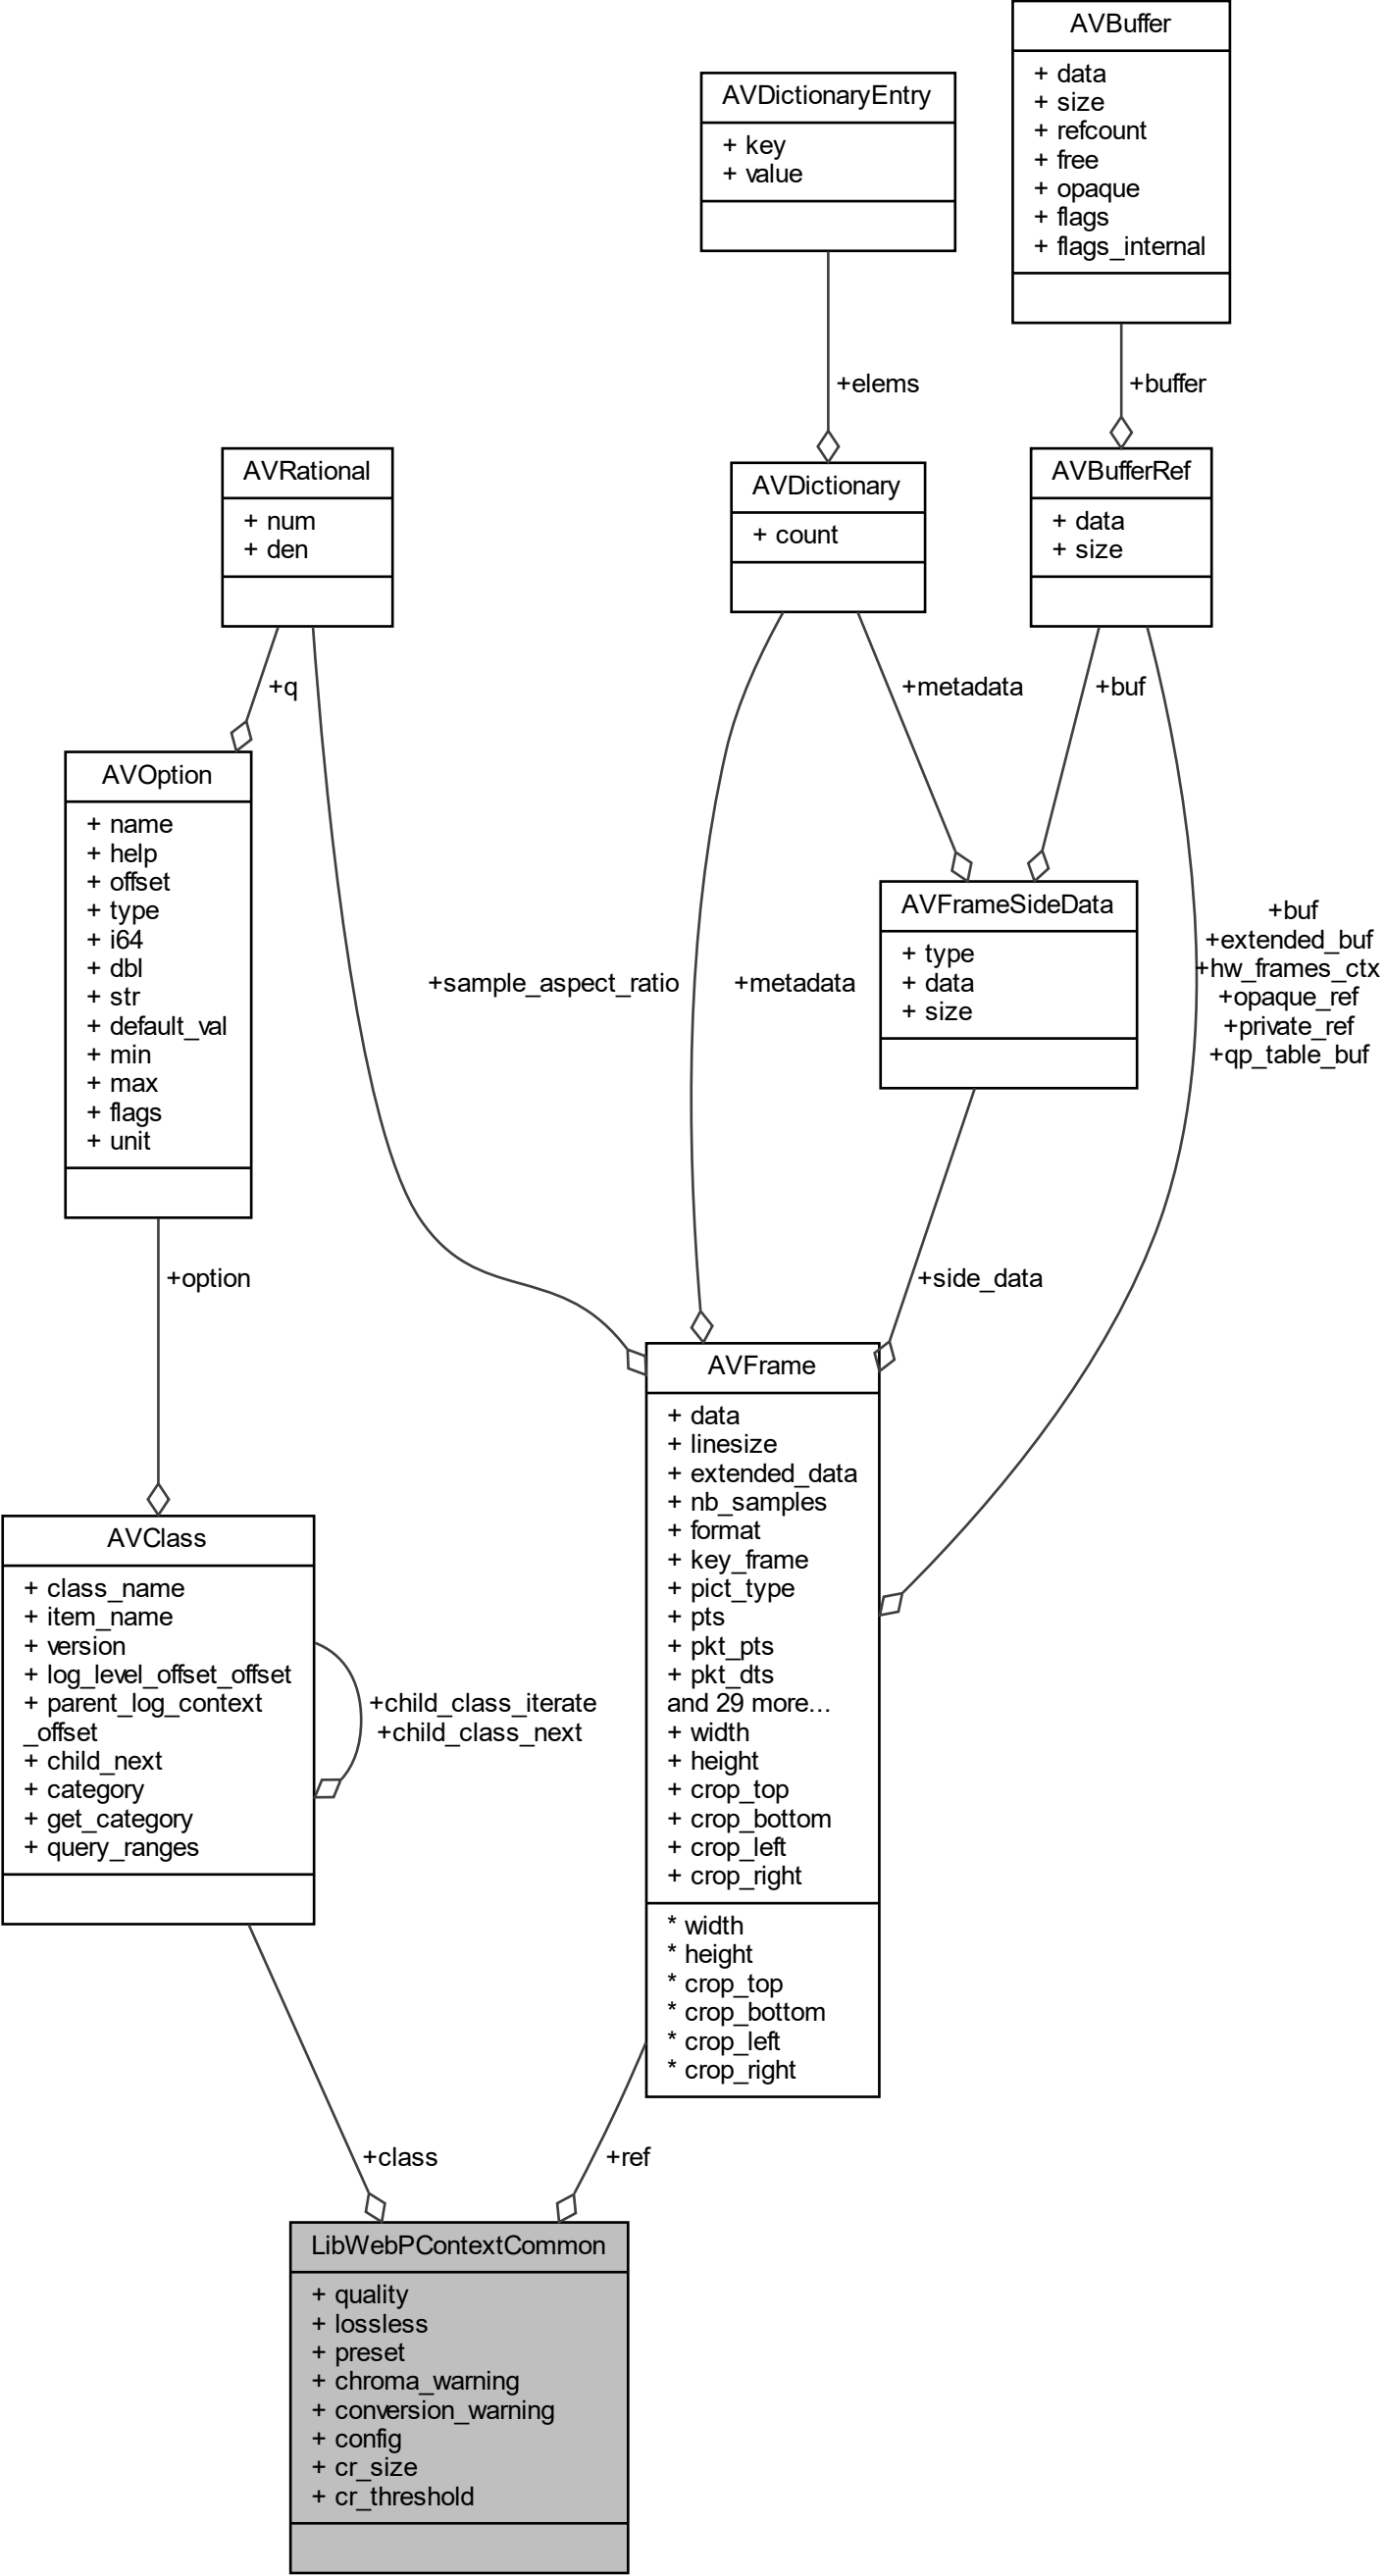 AVBuffer
+ data
+ size
+ refcount
+ free
+ opaque
+ flags
+ flags_internal
AVDictionaryEntry
+ key
+ value
+elems
+buffer
AVRational
+ num
+ den
AVDictionary
+ count
AVBufferRef
+ data
+ size
+q
+metadata
+buf
AVOption
+ name
+ help
+ offset
+ type
+ i64
+ dbl
+ str
+ default_val
+ min
+ max
+ flags
+ unit
+sample_aspect_ratio
+metadata
AVFrameSideData
+ type
+ data
+ size
+buf
+extended_buf
+hw_frames_ctx
+opaque_ref
+private_ref
+qp_table_buf
+option
+side_data
AVFrame
+ data
+ linesize
+ extended_data
+ nb_samples
+ format
+ key_frame
+ pict_type
+ pts
+ pkt_pts
+ pkt_dts
and 29 more...
+ width
+ height
+ crop_top
+ crop_bottom
+ crop_left
+ crop_right
* width
* height
* crop_top
* crop_bottom
* crop_left
* crop_right
AVClass
+ class_name
+ item_name
+ version
+ log_level_offset_offset
+ parent_log_context
_offset
+ child_next
+ category
+ get_category
+ query_ranges
+child_class_iterate
+child_class_next
+class
+ref
LibWebPContextCommon
+ quality
+ lossless
+ preset
+ chroma_warning
+ conversion_warning
+ config
+ cr_size
+ cr_threshold